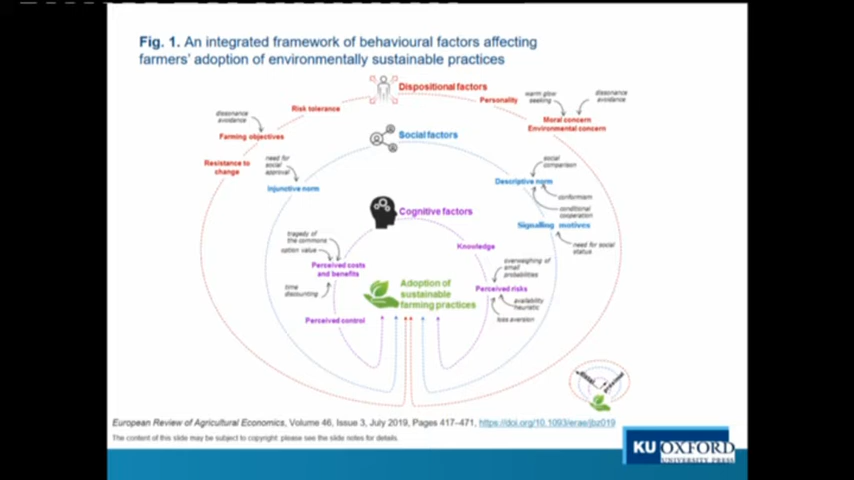 Fig. 1. An integrated framework of behavioural factors affecting
farmers' adoption of environmentally sustainable practices
Dispositional factors
Risk tolerance
Personality
warm glow
seeking
dissonance
avoidance
Moral concern
Environmental concern
dissonance
avoidance
Farming objectives
Resistance to
change
Social factors
need for
social
approval
Injunctive norm
social
comparison
Descriptive norm
conformism
conditional
cooperation
Signalling motives
need for social
status
Cognitive factors
tragedy of
the commons
option value
Perceived costs
and benefits
time
discounting
Perceived control
Knowledge
overweighing of
small
probabilities
Perceived risks
availability
heuristic
loss aversion
Adoption of
sustainable
farming practices
European Review of Agricultural Economics, Volume 46, Issue 3, July 2019, Pages 417–471, https://doi.org/10.1093/erae/jbz019
The content of this slide may be subject to copyright: please see the slide notes for details.
KU OXFORD
UNIVERSITY PRESS